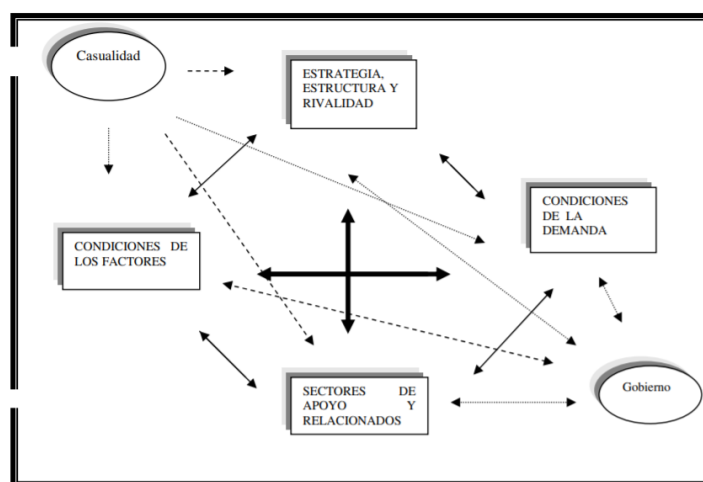 Casualidad
ESTRATEGIA,
ESTRUCTURA Y
RIVALIDAD
CONDICIONES
DE LA
DEMANDA
CONDICIONES DE
LOS FACTORES
SECTORES DE
APOYO Y
RELACIONADOS
Gobierno